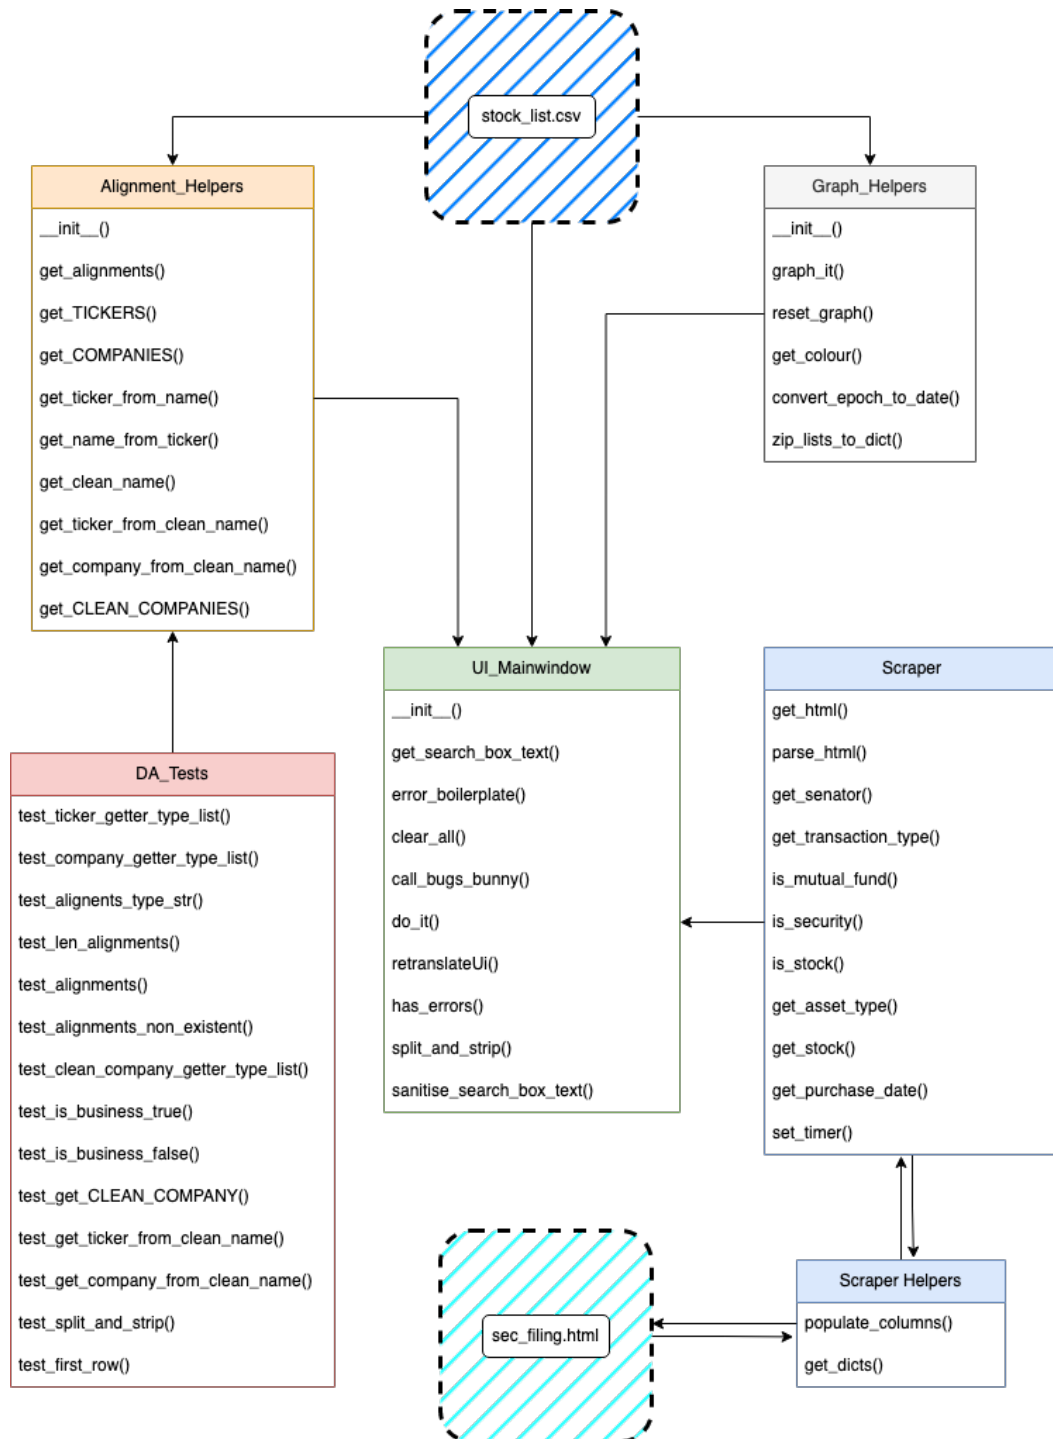 stock_list.csv
Alignment_Helpers
__init__()
get_alignments()
get_TICKERS()
get_COMPANIES()
get_ticker_from_name()
get_name_from_ticker()
get_clean_name()
get_ticker_from_clean_name()
get_company_from_clean_name()
get_CLEAN_COMPANIES()
Graph_Helpers
__init__()
graph_it()
reset_graph()
get_colour()
convert_epoch_to_date()
zip_lists_to_dict()
UI_Mainwindow
__init__()
get_search_box_text()
error_boilerplate()
clear_all()
call_bugs_bunny()
do_it()
retranslateUi()
has_errors()
split_and_strip()
sanitise_search_box_text()
Scraper
get_html()
parse_html()
get_senator()
get_transaction_type()
is_mutual_fund()
is_security()
is_stock()
get_asset_type()
get_stock()
get_purchase_date()
set_timer()
DA_Tests
test_ticker_getter_type_list()
test_company_getter_type_list()
test_alignents_type_str()
test_len_alignments()
test_alignments()
test_alignments_non_existent()
test_clean_company_getter_type_list()
test_is_business_true()
test_is_business_false()
test_get_CLEAN_COMPANY()
test_get_ticker_from_clean_name()
test_get_company_from_clean_name()
test_split_and_strip()
test_first_row()
sec_filing.html
Scraper Helpers
populate_columns()
get_dicts()